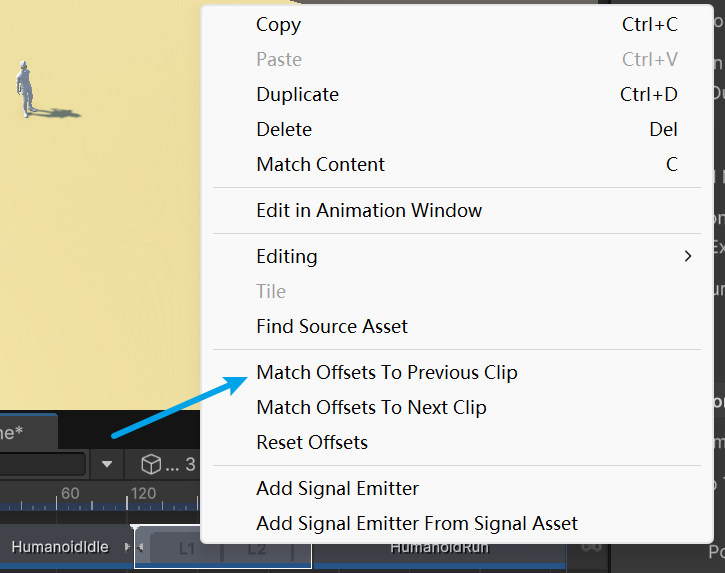 Copy Ctrl+C
Paste Ctrl+V
Duplicate Ctrl+D
Delete Del
Match Content C
Edit in Animation Window
Editing
Tile
Find Source Asset
Match Offsets To Previous Clip
Match Offsets To Next Clip
Reset Offsets
Add Signal Emitter
Add Signal Emitter From Signal Asset
ne*
... 3
60 120
HumanoidIdle L1 L2 HumanoidRun